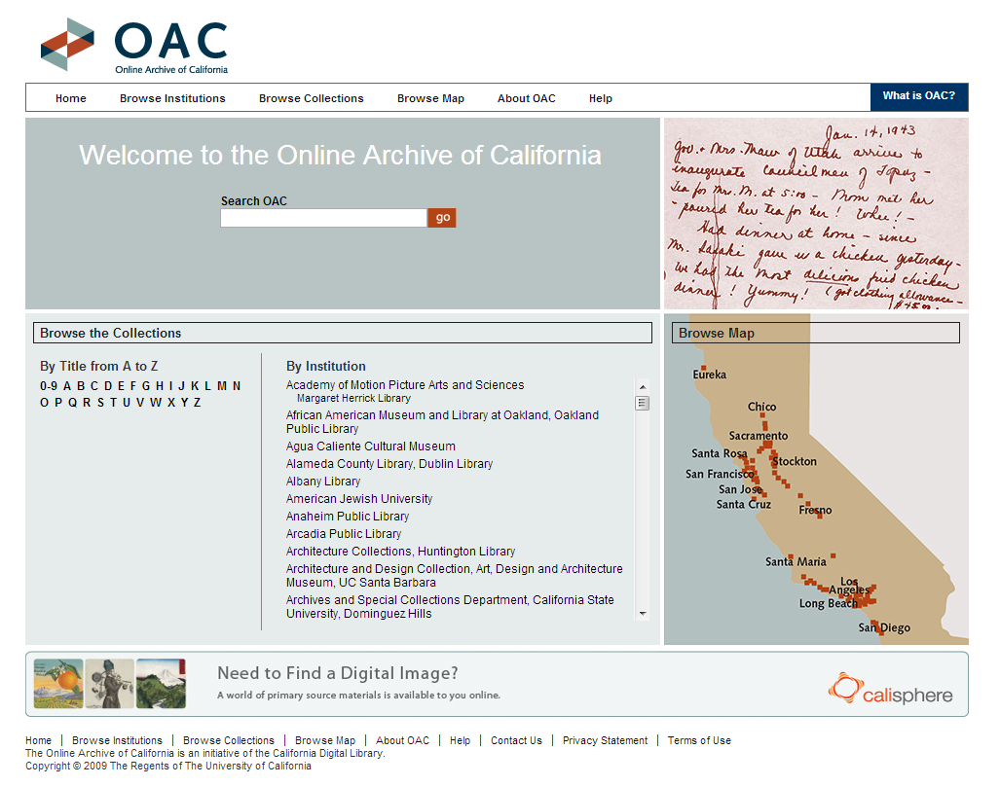 OAC
Online Archive of California
Home Browse Institutions Browse Collections Browse Map About OAC Help What is OAC?
Welcome to the Online Archive of California
Search OAC
go
Jan. 14, 1943
Gov. & Mrs. Maw of Utah arrive to
inaugurate Councilmen of Topaz -
Tea for Mrs. M. at 5:00 - Mom met her
- poured her tea for her! Whee! -
Had dinner at home - since
Mr. Sasaki gave us a chicken yesterday -
We had the most delicious fried chicken
dinner! Yummy! (got clothing allowance -
$45.00.
Browse the Collections
By Title from A to Z
0-9 A B C D E F G H I J K L M N
O P Q R S T U V W X Y Z
By Institution
Academy of Motion Picture Arts and Sciences
Margaret Herrick Library
African American Museum and Library at Oakland, Oakland
Public Library
Agua Caliente Cultural Museum
Alameda County Library, Dublin Library
Albany Library
American Jewish University
Anaheim Public Library
Arcadia Public Library
Architecture Collections, Huntington Library
Architecture and Design Collection, Art, Design and Architecture
Museum, UC Santa Barbara
Archives and Special Collections Department, California State
University, Dominguez Hills
Browse Map
Eureka
Chico
Sacramento
Santa Rosa
Stockton
San Francisco
San Jose
Santa Cruz
Fresno
Santa Maria
Los
Angeles
Long Beach
San Diego
Need to Find a Digital Image?
A world of primary source materials is available to you online.
calisphere
Home | Browse Institutions | Browse Collections | Browse Map | About OAC | Help | Contact Us | Privacy Statement | Terms of Use
The Online Archive of California is an initiative of the California Digital Library.
Copyright © 2009 The Regents of The University of California